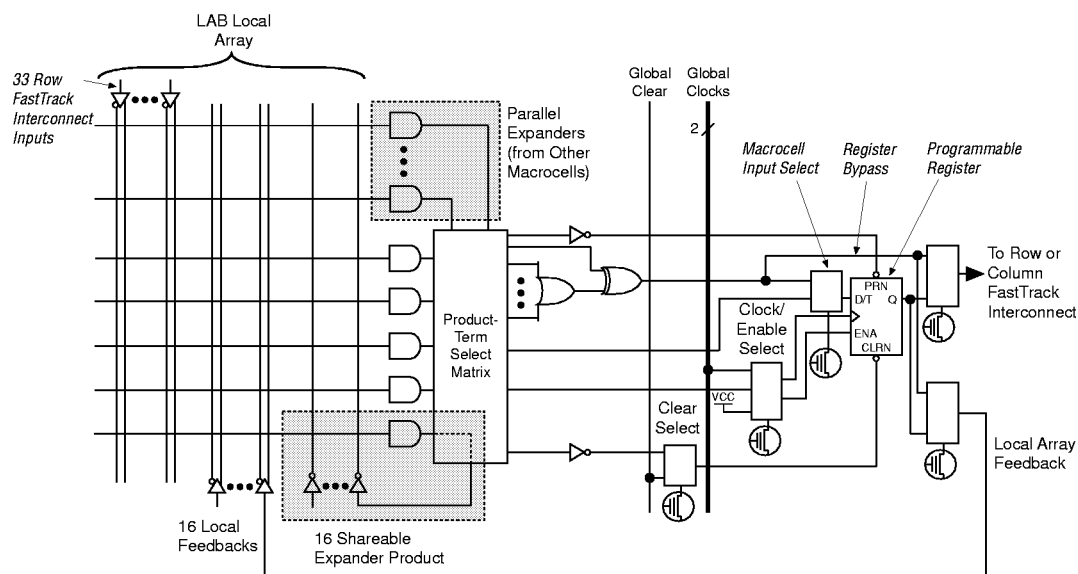 LAB Local
Array
33 Row
FastTrack
Interconnect
Inputs
Parallel
Expanders
(from Other
Macrocells)
Global
Clear
Global
Clocks
2
Macrocell
Input Select
Register
Bypass
Programmable
Register
Product-
Term
Select
Matrix
PRN
D/T
Q
ENA
CLRN
To Row or
Column
FastTrack
Interconnect
Clock/
Enable
Select
VCC
Clear
Select
Local Array
Feedback
16 Local
Feedbacks
16 Shareable
Expander Product